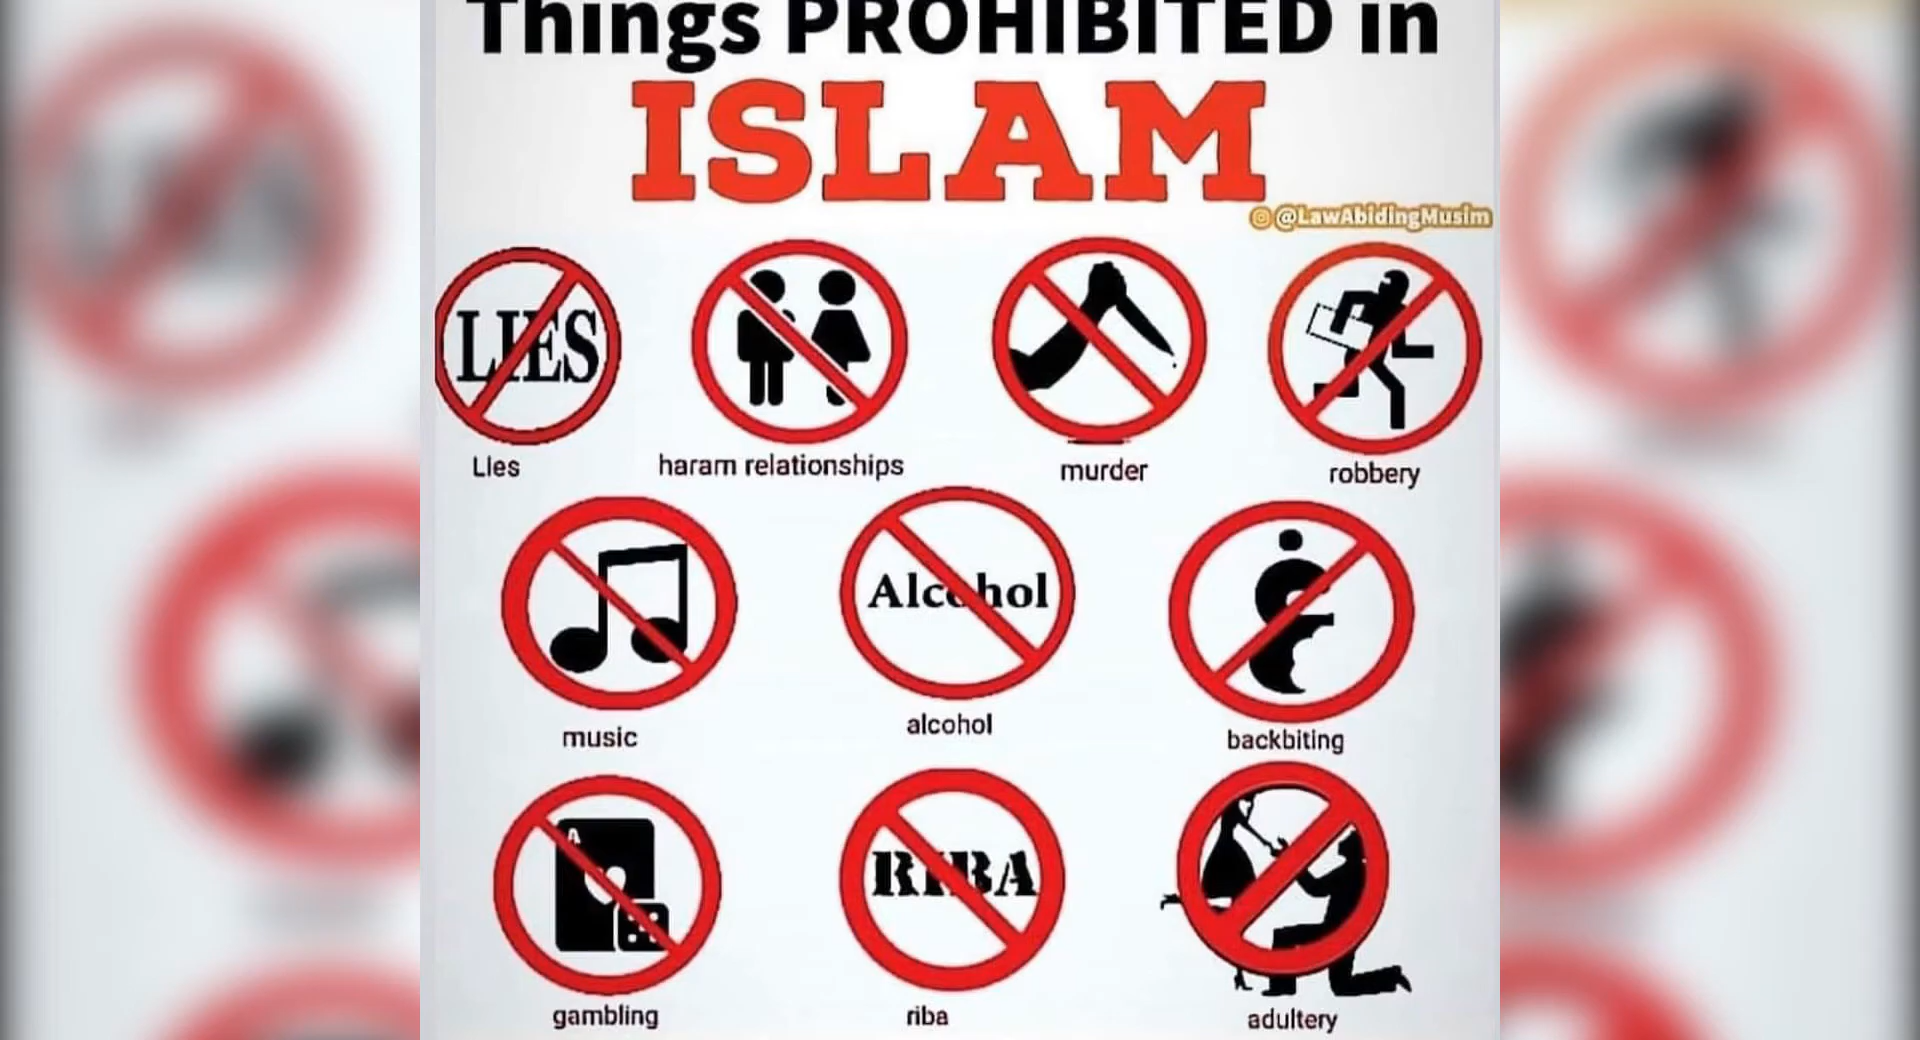 Things PROHIBITED in
ISLAM
@LawAbidingMusim
LIES
Lies
haram relationships
murder
robbery
Alcohol
music
alcohol
backbiting
A
RIBA
gambling
riba
adultery